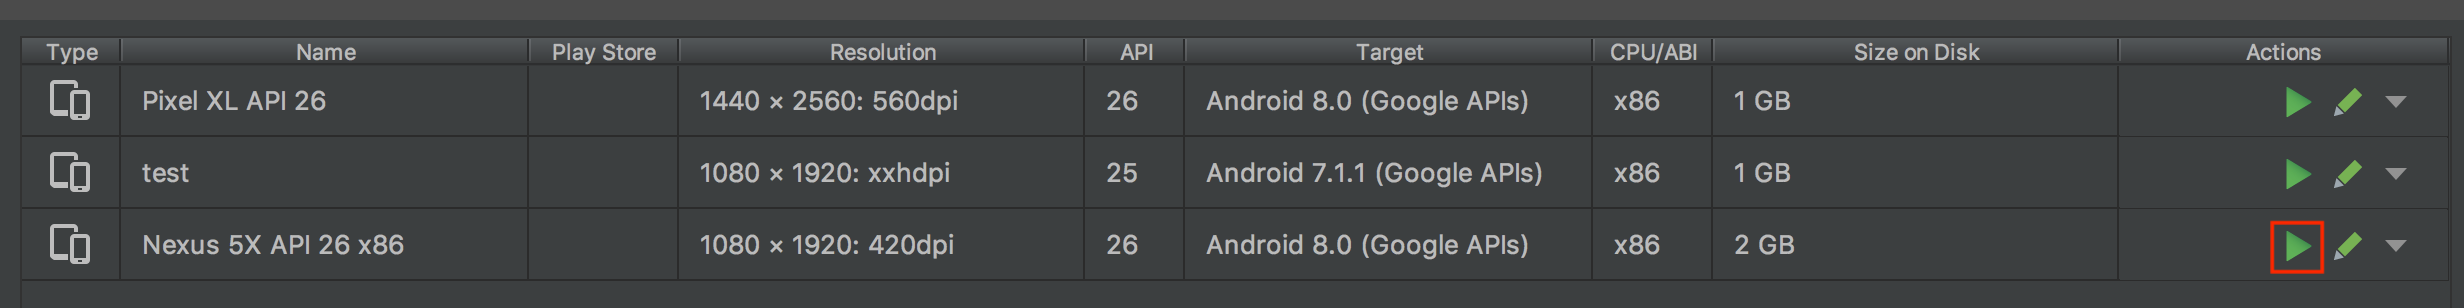 Type Name Play Store Resolution API Target CPU/ABI Size on Disk Actions
Pixel XL API 26 1440 × 2560: 560dpi 26 Android 8.0 (Google APIs) x86 1 GB
test 1080 × 1920: xxhdpi 25 Android 7.1.1 (Google APIs) x86 1 GB
Nexus 5X API 26 x86 1080 × 1920: 420dpi 26 Android 8.0 (Google APIs) x86 2 GB